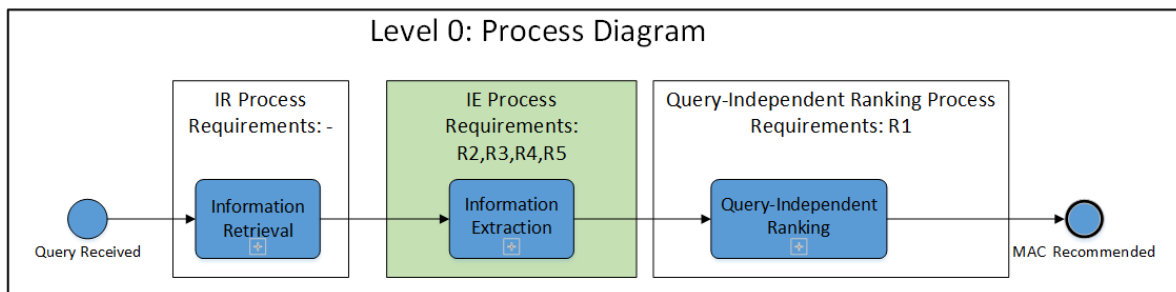 Level 0: Process Diagram
IR Process
Requirements: -
IE Process
Requirements:
R2,R3,R4,R5
Query-Independent Ranking Process
Requirements: R1
Information
Retrieval
Information
Extraction
Query-Independent
Ranking
Query Received
MAC Recommended